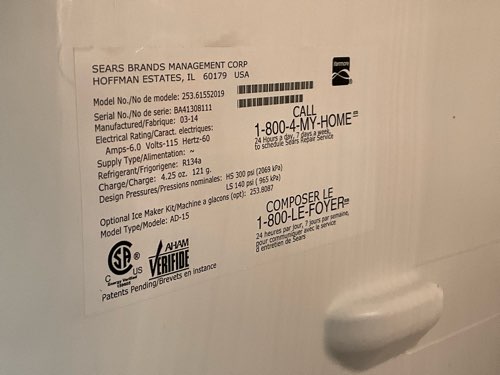 SEARS BRANDS MANAGEMENT CORP
HOFFMAN ESTATES, IL 60179 USA
Kenmore
Model No./No de modele: 253.61552019
Serial No./No de serie: BA41308111
Manufactured/Fabrique: 03-14
Electrical Rating/Caract. electriques:
Amps-6.0 Volts-115 Hertz-60
Supply Type/Alimentation: ~
Refrigerant/Frigorigene: R134a
Charge/Charge: 4.25 oz. 121 g.
Design Pressures/Pressions nominales: HS 300 psi (2069 kPa)
LS 140 psi ( 965 kPa)
Optional Ice Maker Kit/Machine a glacons (opt): 253.8087
Model Type/Modele: AD-15
CALL
1-800-4-MY-HOME
24 Hours a day, 7 days a week,
to schedule Sears Repair Service
COMPOSER LE
1-800-LE-FOYER
24 heures par jour, 7 jours par semaine,
pour communiquer avec le service
d entretien de Sears
CSA
C US
Energy Verified
AHAM
VERIFIDE
Patents Pending/Brevets en instance